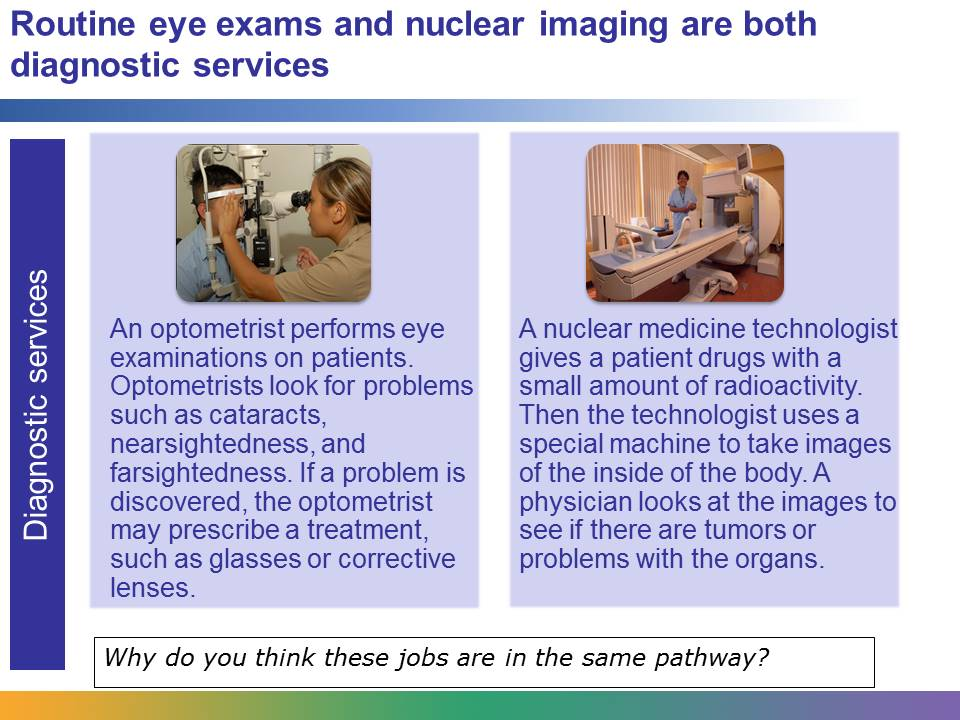 Routine eye exams and nuclear imaging are both
diagnostic services
Diagnostic services
An optometrist performs eye
examinations on patients.
Optometrists look for problems
such as cataracts,
nearsightedness, and
farsightedness. If a problem is
discovered, the optometrist
may prescribe a treatment,
such as glasses or corrective
lenses.
A nuclear medicine technologist
gives a patient drugs with a
small amount of radioactivity.
Then the technologist uses a
special machine to take images
of the inside of the body. A
physician looks at the images to
see if there are tumors or
problems with the organs.
Why do you think these jobs are in the same pathway?